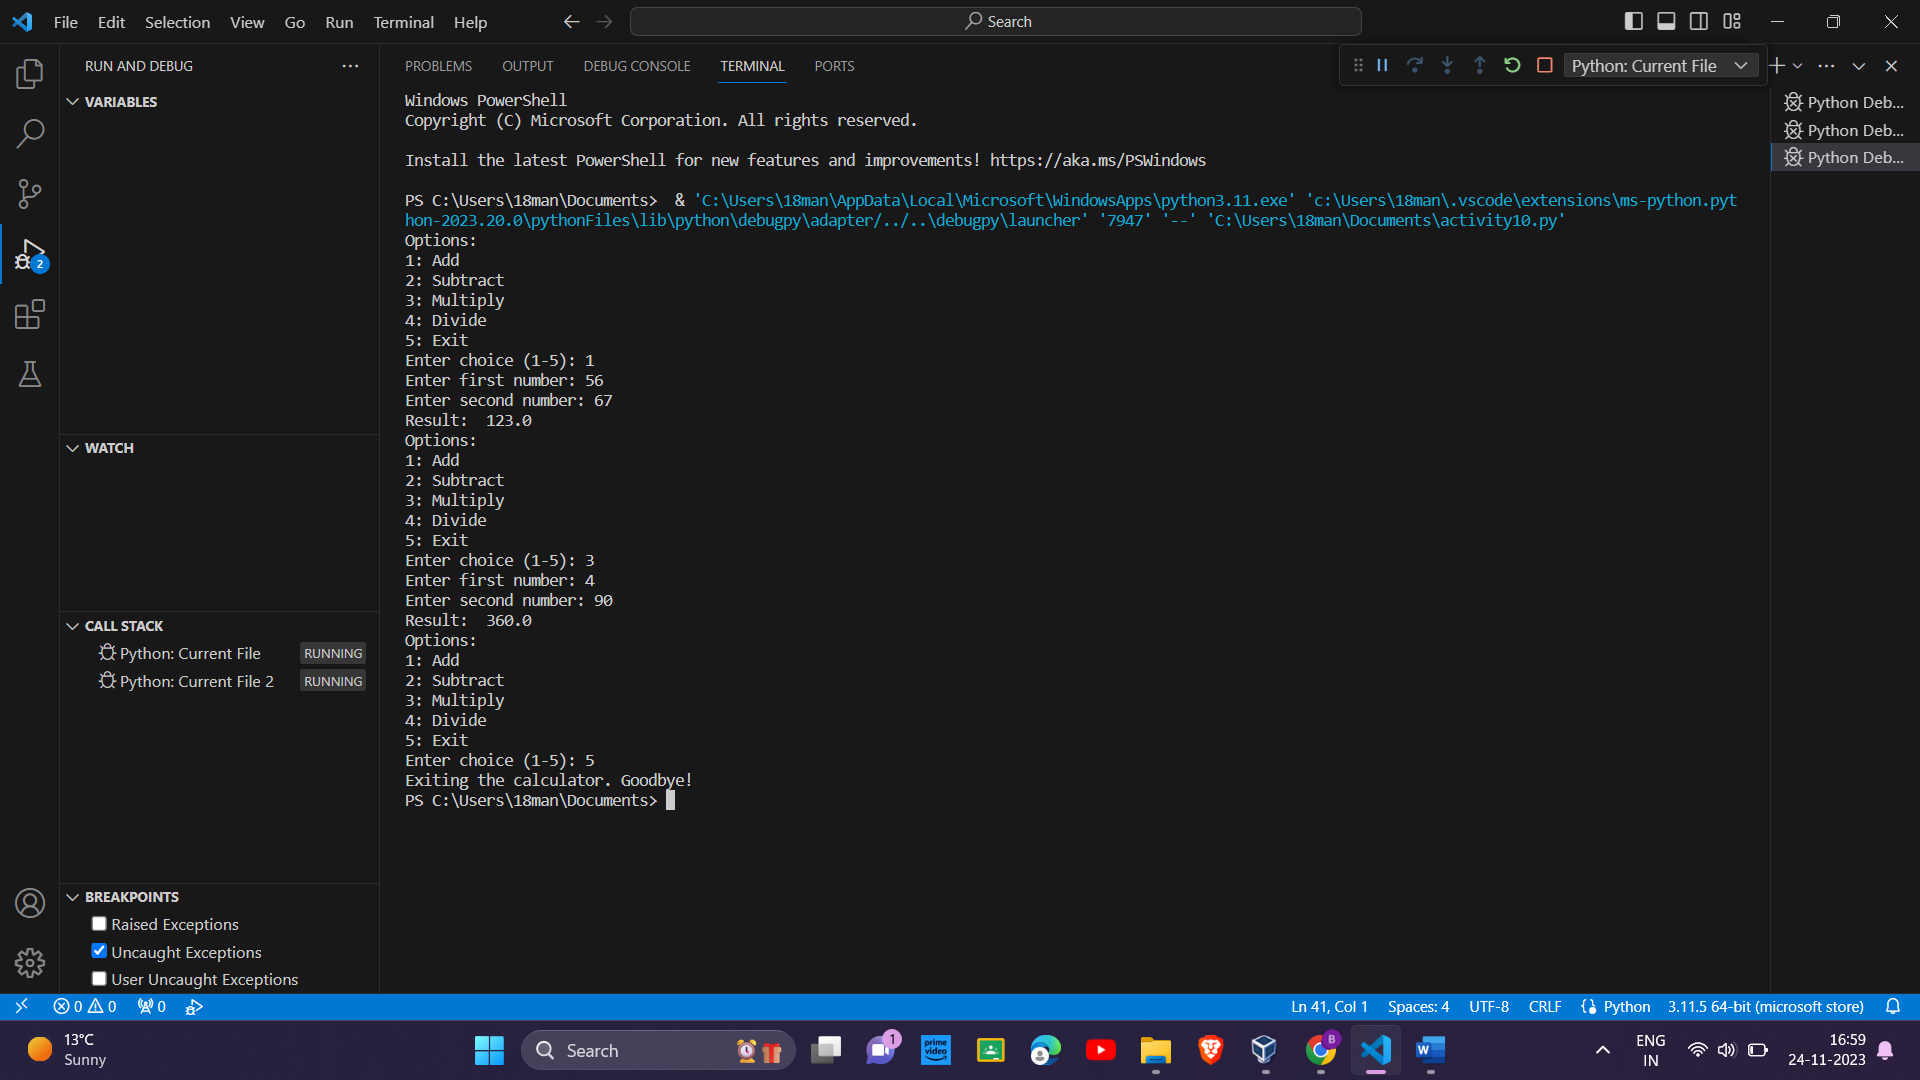 File Edit Selection View Go Run Terminal Help
Search
RUN AND DEBUG
VARIABLES
WATCH
CALL STACK
Python: Current File RUNNING
Python: Current File 2 RUNNING
BREAKPOINTS
Raised Exceptions
Uncaught Exceptions
User Uncaught Exceptions
2
PROBLEMS OUTPUT DEBUG CONSOLE TERMINAL PORTS
Python: Current File
Python Deb...
Python Deb...
Python Deb...
Windows PowerShell
Copyright (C) Microsoft Corporation. All rights reserved.
Install the latest PowerShell for new features and improvements! https://aka.ms/PSWindows
PS C:\Users\18man\Documents>  & 'C:\Users\18man\AppData\Local\Microsoft\WindowsApps\python3.11.exe' 'c:\Users\18man\.vscode\extensions\ms-python.pyt
hon-2023.20.0\pythonFiles\lib\python\debugpy\adapter/../..\debugpy\launcher' '7947' '--' 'C:\Users\18man\Documents\activity10.py'
Options:
1: Add
2: Subtract
3: Multiply
4: Divide
5: Exit
Enter choice (1-5): 1
Enter first number: 56
Enter second number: 67
Result:  123.0
Options:
1: Add
2: Subtract
3: Multiply
4: Divide
5: Exit
Enter choice (1-5): 3
Enter first number: 4
Enter second number: 90
Result:  360.0
Options:
1: Add
2: Subtract
3: Multiply
4: Divide
5: Exit
Enter choice (1-5): 5
Exiting the calculator. Goodbye!
PS C:\Users\18man\Documents>
0 0 0
Ln 41, Col 1 Spaces: 4 UTF-8 CRLF Python 3.11.5 64-bit (microsoft store)
13°C
Sunny
Search
1
prime
video
B
W
ENG
IN
16:59
24-11-2023